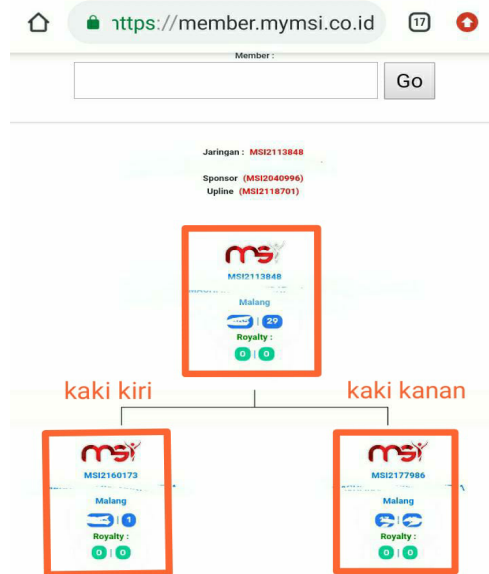 https://member.mymsi.co.id
17
Member :
Go
Jaringan : MSI2113848
Sponsor (MSI2040996)
Upline (MSI2118701)
msi
MSI2113848
Malang
| 29
Royalty :
0 | 0
kaki kiri
kaki kanan
msi
MSI2160173
Malang
| 1
Royalty :
0 | 0
msi
MSI2177986
Malang
|
Royalty :
0 | 0